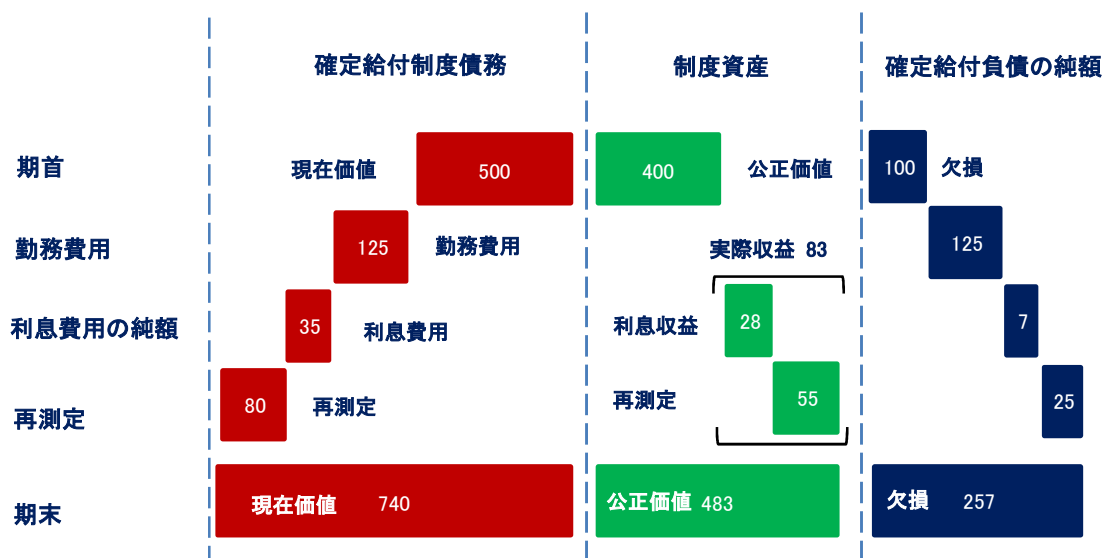 確定給付制度債務 制度資産 確定給付負債の純額
期首 現在価値 500 400 公正価値 100 欠損
勤務費用 125 勤務費用 実際収益 83 125
利息費用の純額 35 利息費用 利息収益 28 7
再測定 80 再測定 再測定 55 25
期末 現在価値 740 公正価値 483 欠損 257